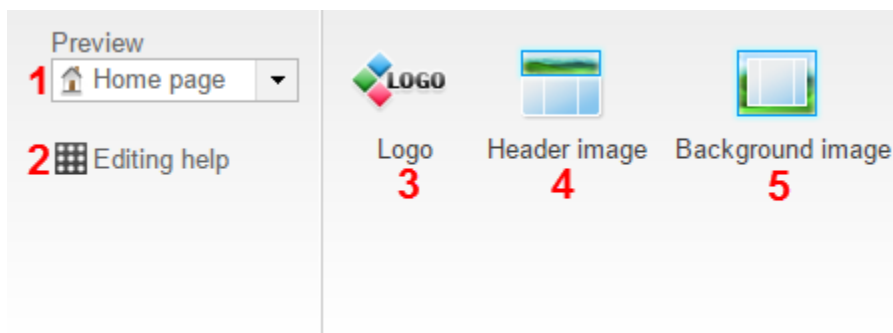 Preview
1 Home page
2 Editing help
LOGO
Logo
3
Header image
4
Background image
5